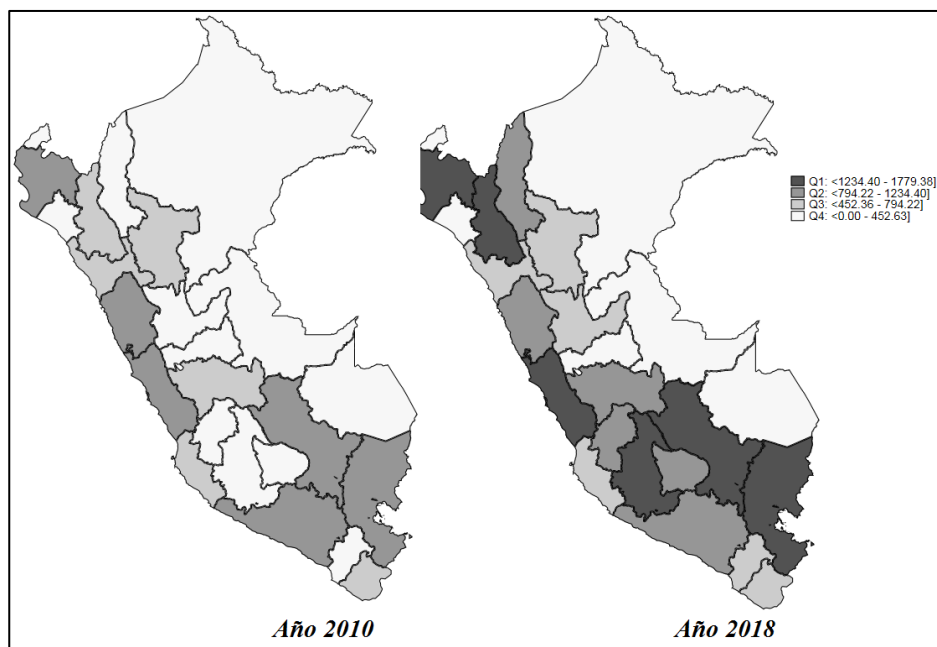 Q1: <1234.40 - 1779.38]
Q2: <794.22 - 1234.40]
Q3: <452.36 - 794.22]
Q4: <0.00 - 452.63]
Año 2010
Año 2018